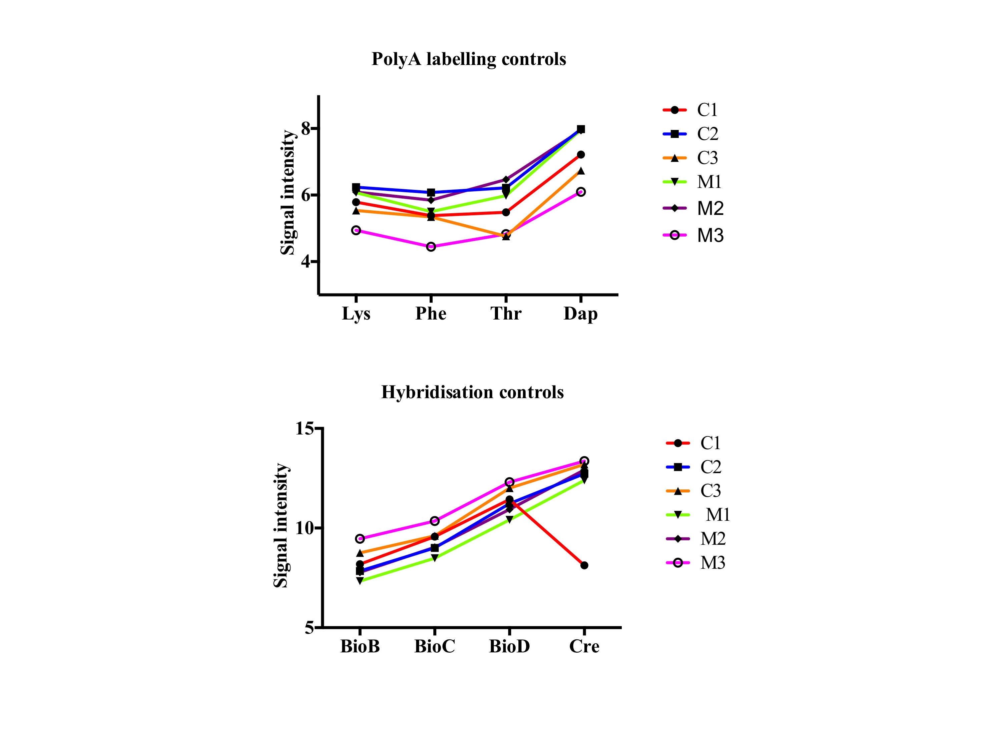 PolyA labelling controls
Signal intensity
8
6
4
Lys Phe Thr Dap
C1
C2
C3
M1
M2
M3
Hybridisation controls
Signal intensity
15
10
5
BioB BioC BioD Cre
C1
C2
C3
M1
M2
M3